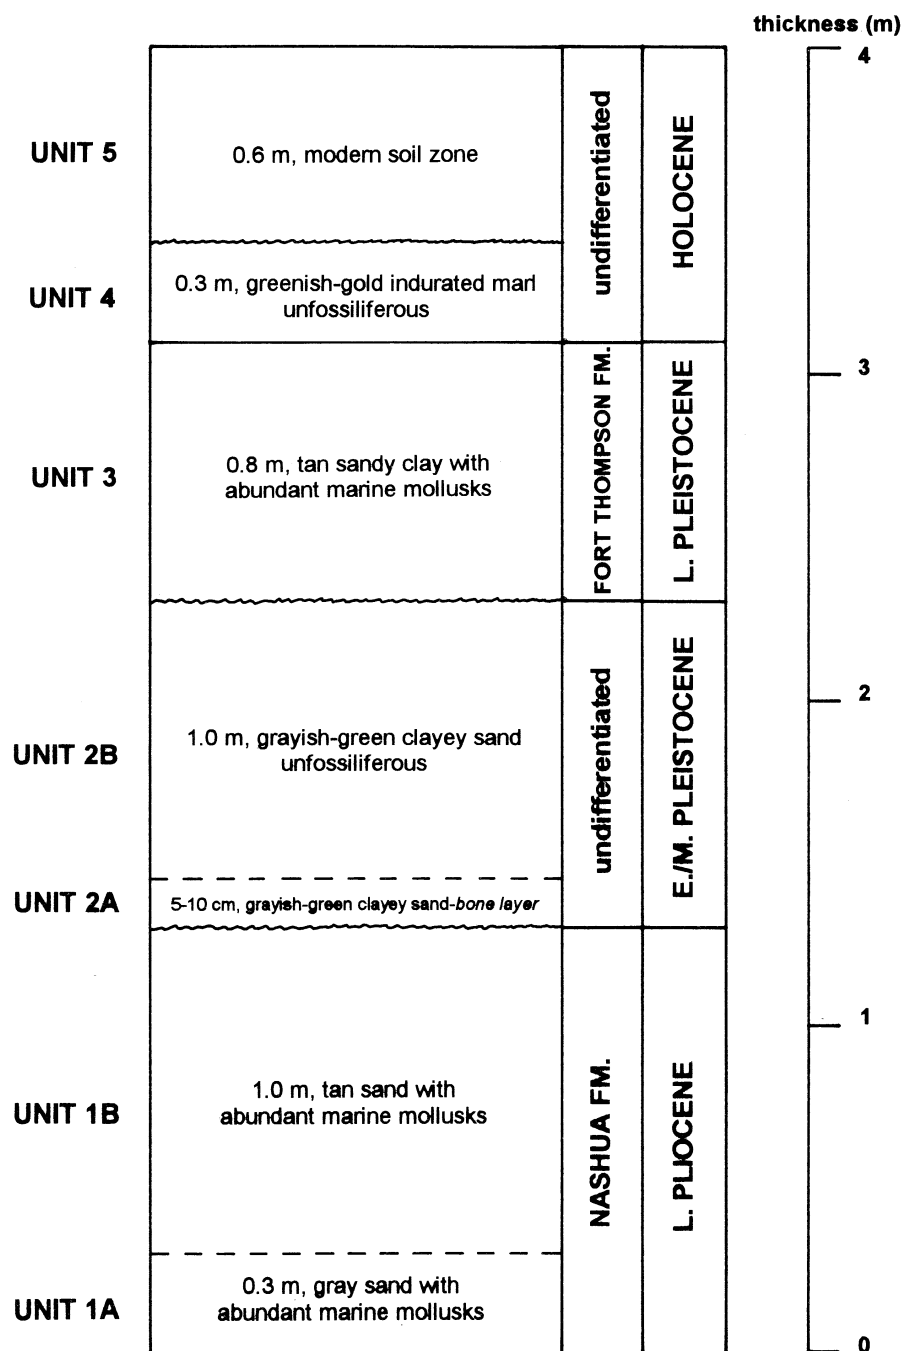 thickness (m)
4
UNIT 5
0.6 m, modern soil zone
undifferentiated
HOLOCENE
UNIT 4
0.3 m, greenish-gold indurated marl
unfossiliferous
3
UNIT 3
0.8 m, tan sandy clay with
abundant marine mollusks
FORT THOMPSON FM.
L. PLEISTOCENE
2
UNIT 2B
1.0 m, grayish-green clayey sand
unfossiliferous
undifferentiated
E./M. PLEISTOCENE
UNIT 2A
5-10 cm, grayish-green clayey sand-bone layer
1
UNIT 1B
1.0 m, tan sand with
abundant marine mollusks
NASHUA FM.
L. PLIOCENE
UNIT 1A
0.3 m, gray sand with
abundant marine mollusks
0